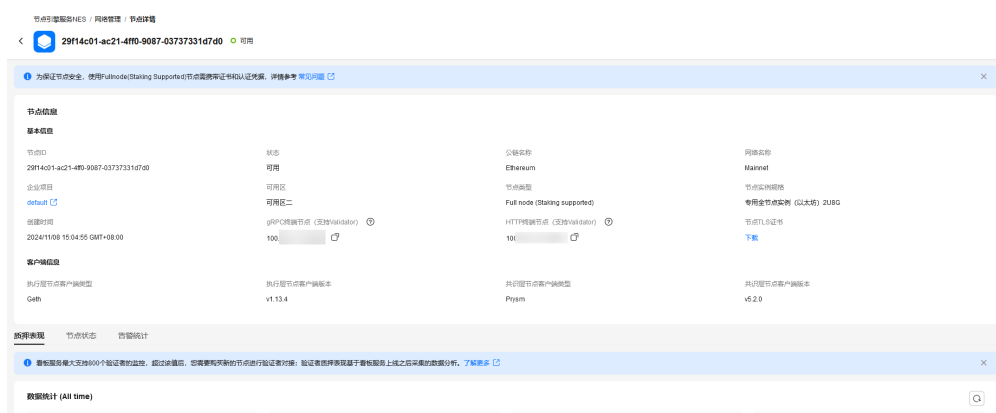 节点引擎服务NES / 网络管理 / 节点详情
29f14c01-ac21-4ff0-9087-03737331d7d0 可用
为保证节点安全，使用Fullnode(Staking Supported)节点需携带证书和认证凭据，详情参考 常见问题
节点信息
基本信息
节点ID 状态 公链名称 网络名称
29f14c01-ac21-4ff0-9087-03737331d7d0 可用 Ethereum Mainnet
企业项目 可用区 节点类型 节点实例规格
default 可用区二 Full node (Staking supported) 专用全节点实例（以太坊）2U8G
创建时间 gRPC终端节点（支持Validator） HTTP终端节点（支持Validator） 节点TLS证书
2024/11/08 15:04:55 GMT+08:00 100. 10 下载
客户端信息
执行层节点客户端类型 执行层节点客户端版本 共识层节点客户端类型 共识层节点客户端版本
Geth v1.13.4 Prysm v5.2.0
质押表现 节点状态 告警统计
看板服务最大支持800个验证者的监控，超过该值后，您需要购买新的节点进行验证者对接；验证者质押表现基于看板服务上线之后采集的数据分析。了解更多
数据统计 (All time)